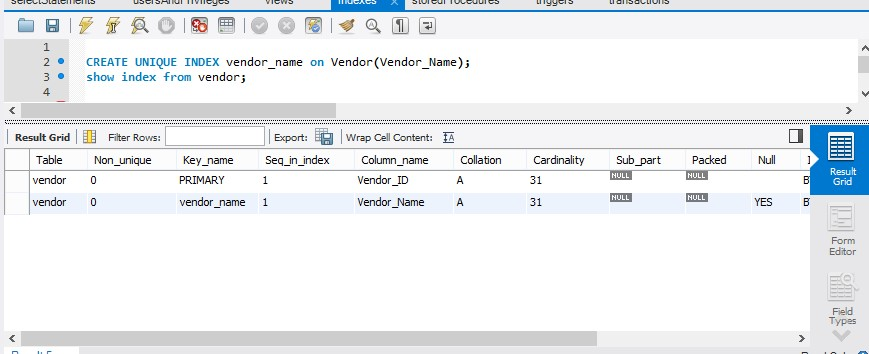 selectStatements usersAndPrivileges views indexes x storedProcedures triggers transactions
1
2 CREATE UNIQUE INDEX vendor_name on Vendor(Vendor_Name);
3 show index from vendor;
4
Result Grid Filter Rows: Export: Wrap Cell Content: IA
Table Non_unique Key_name Seq_in_index Column_name Collation Cardinality Sub_part Packed Null I
vendor 0 PRIMARY 1 Vendor_ID A 31 NULL NULL B
vendor 0 vendor_name 1 Vendor_Name A 31 NULL NULL YES B
Result
Grid
Form
Editor
Field
Types